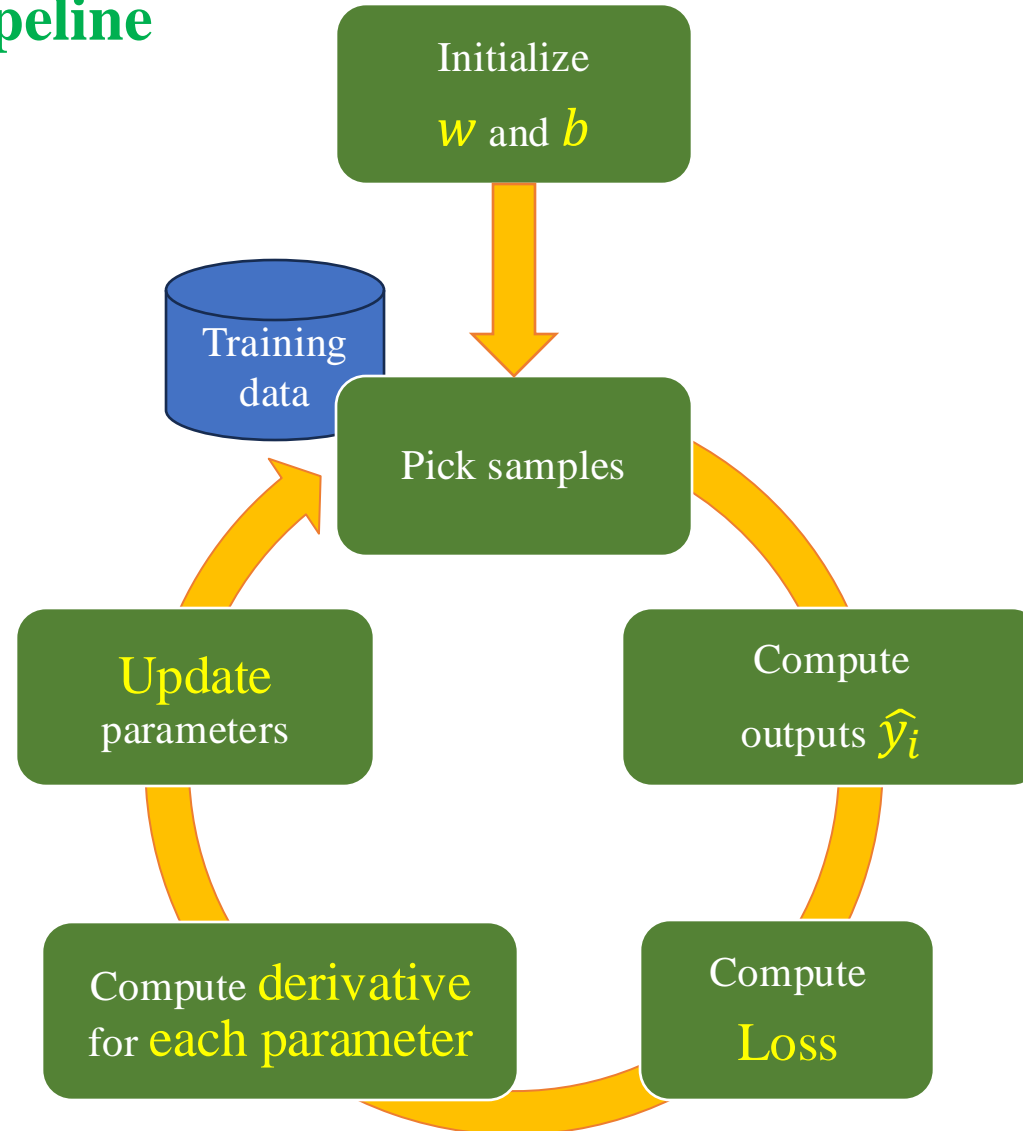 peline
Initialize
w and b
Training
data
Pick samples
Compute
outputs ŷᵢ
Update
parameters
Compute derivative
for each parameter
Compute
Loss